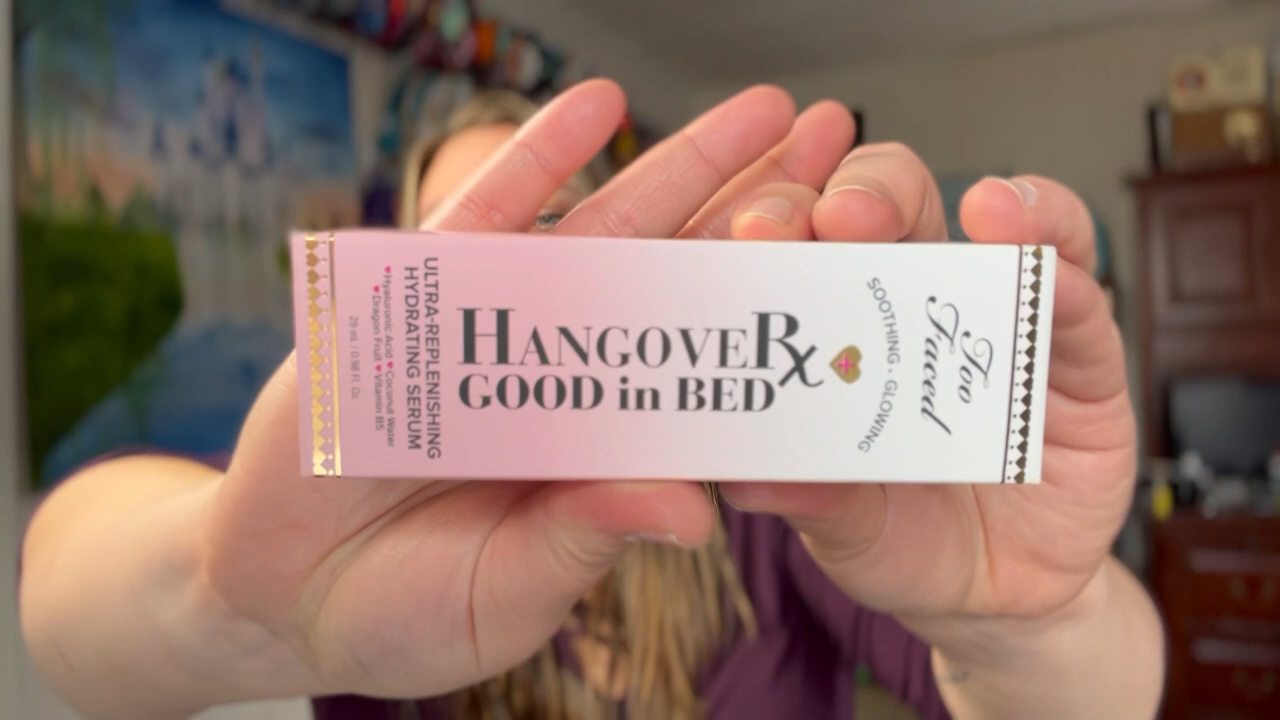 Too
Faced
SOOTHING · GLOWING
HANGOVERx
GOOD in BED
ULTRA-REPLENISHING
HYDRATING SERUM
♥Hyaluronic Acid ♥Coconut Water
♥Dragon Fruit ♥Vitamin B5
29 mL / 0.98 Fl. Oz.